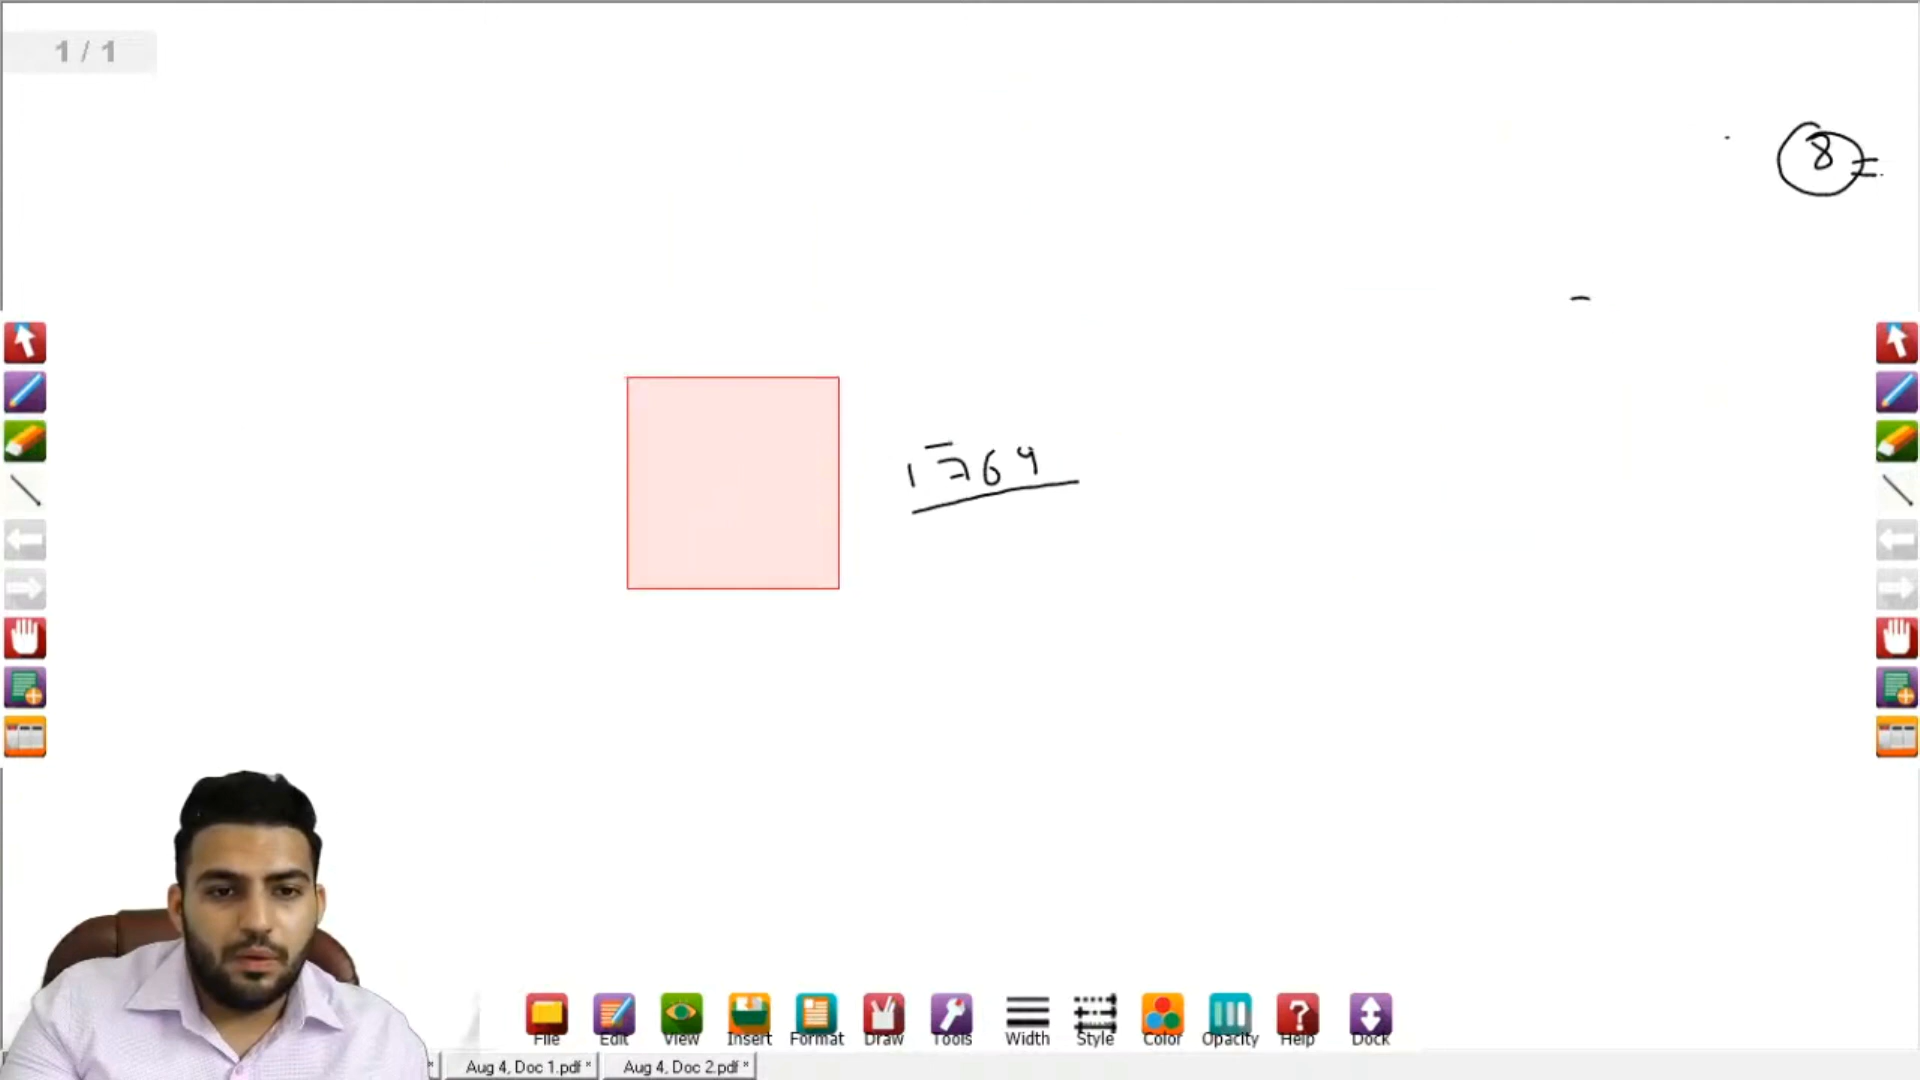 1 / 1
8 =
1764
File Edit View Insert Format Draw Tools Width Style Color Opacity Help Dock
Aug 4, Doc 1.pdf * Aug 4, Doc 2.pdf *